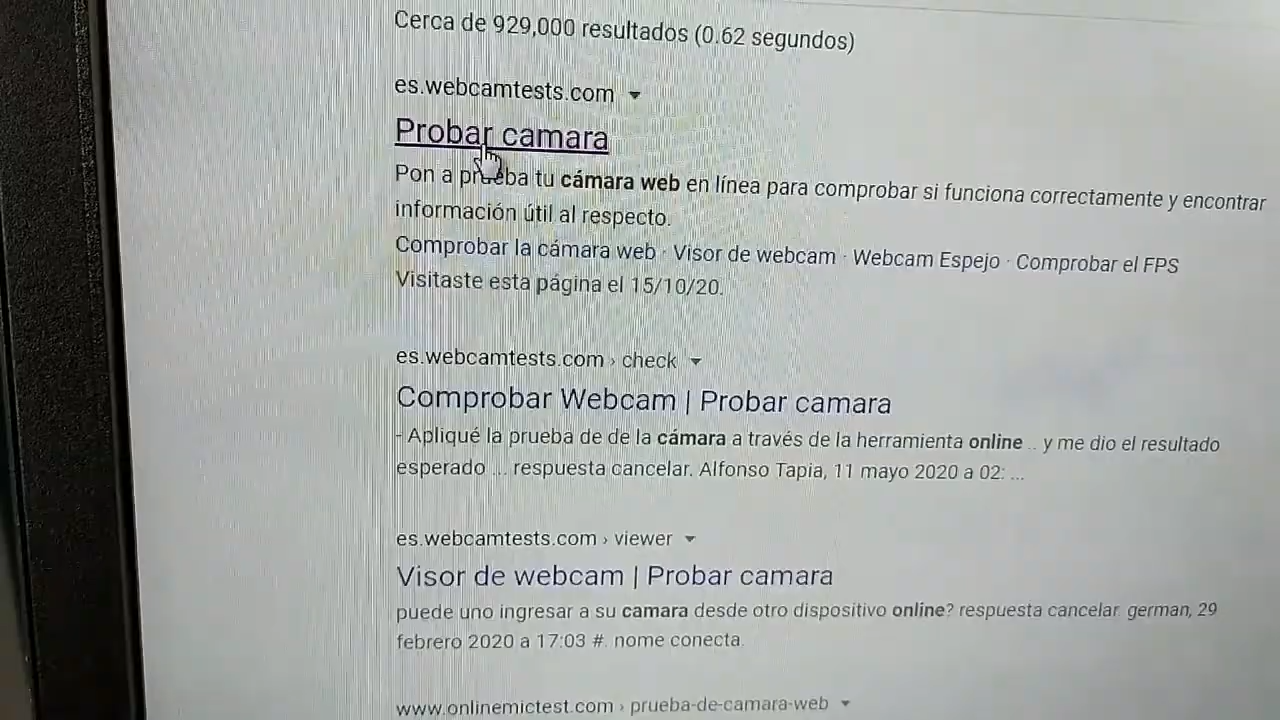 Cerca de 929,000 resultados (0.62 segundos)
es.webcamtests.com
Probar camara
Pon a prueba tu cámara web en línea para comprobar si funciona correctamente y encontrar
información útil al respecto.
Comprobar la cámara web · Visor de webcam · Webcam Espejo · Comprobar el FPS
Visitaste esta página el 15/10/20.
es.webcamtests.com › check
Comprobar Webcam | Probar camara
- Apliqué la prueba de de la cámara a través de la herramienta online .. y me dio el resultado
esperado ... respuesta cancelar. Alfonso Tapia, 11 mayo 2020 a 02: ...
es.webcamtests.com › viewer
Visor de webcam | Probar camara
puede uno ingresar a su camara desde otro dispositivo online? respuesta cancelar. german, 29
febrero 2020 a 17:03 #. nome conecta.
www.onlinemictest.com › prueba-de-camara-web